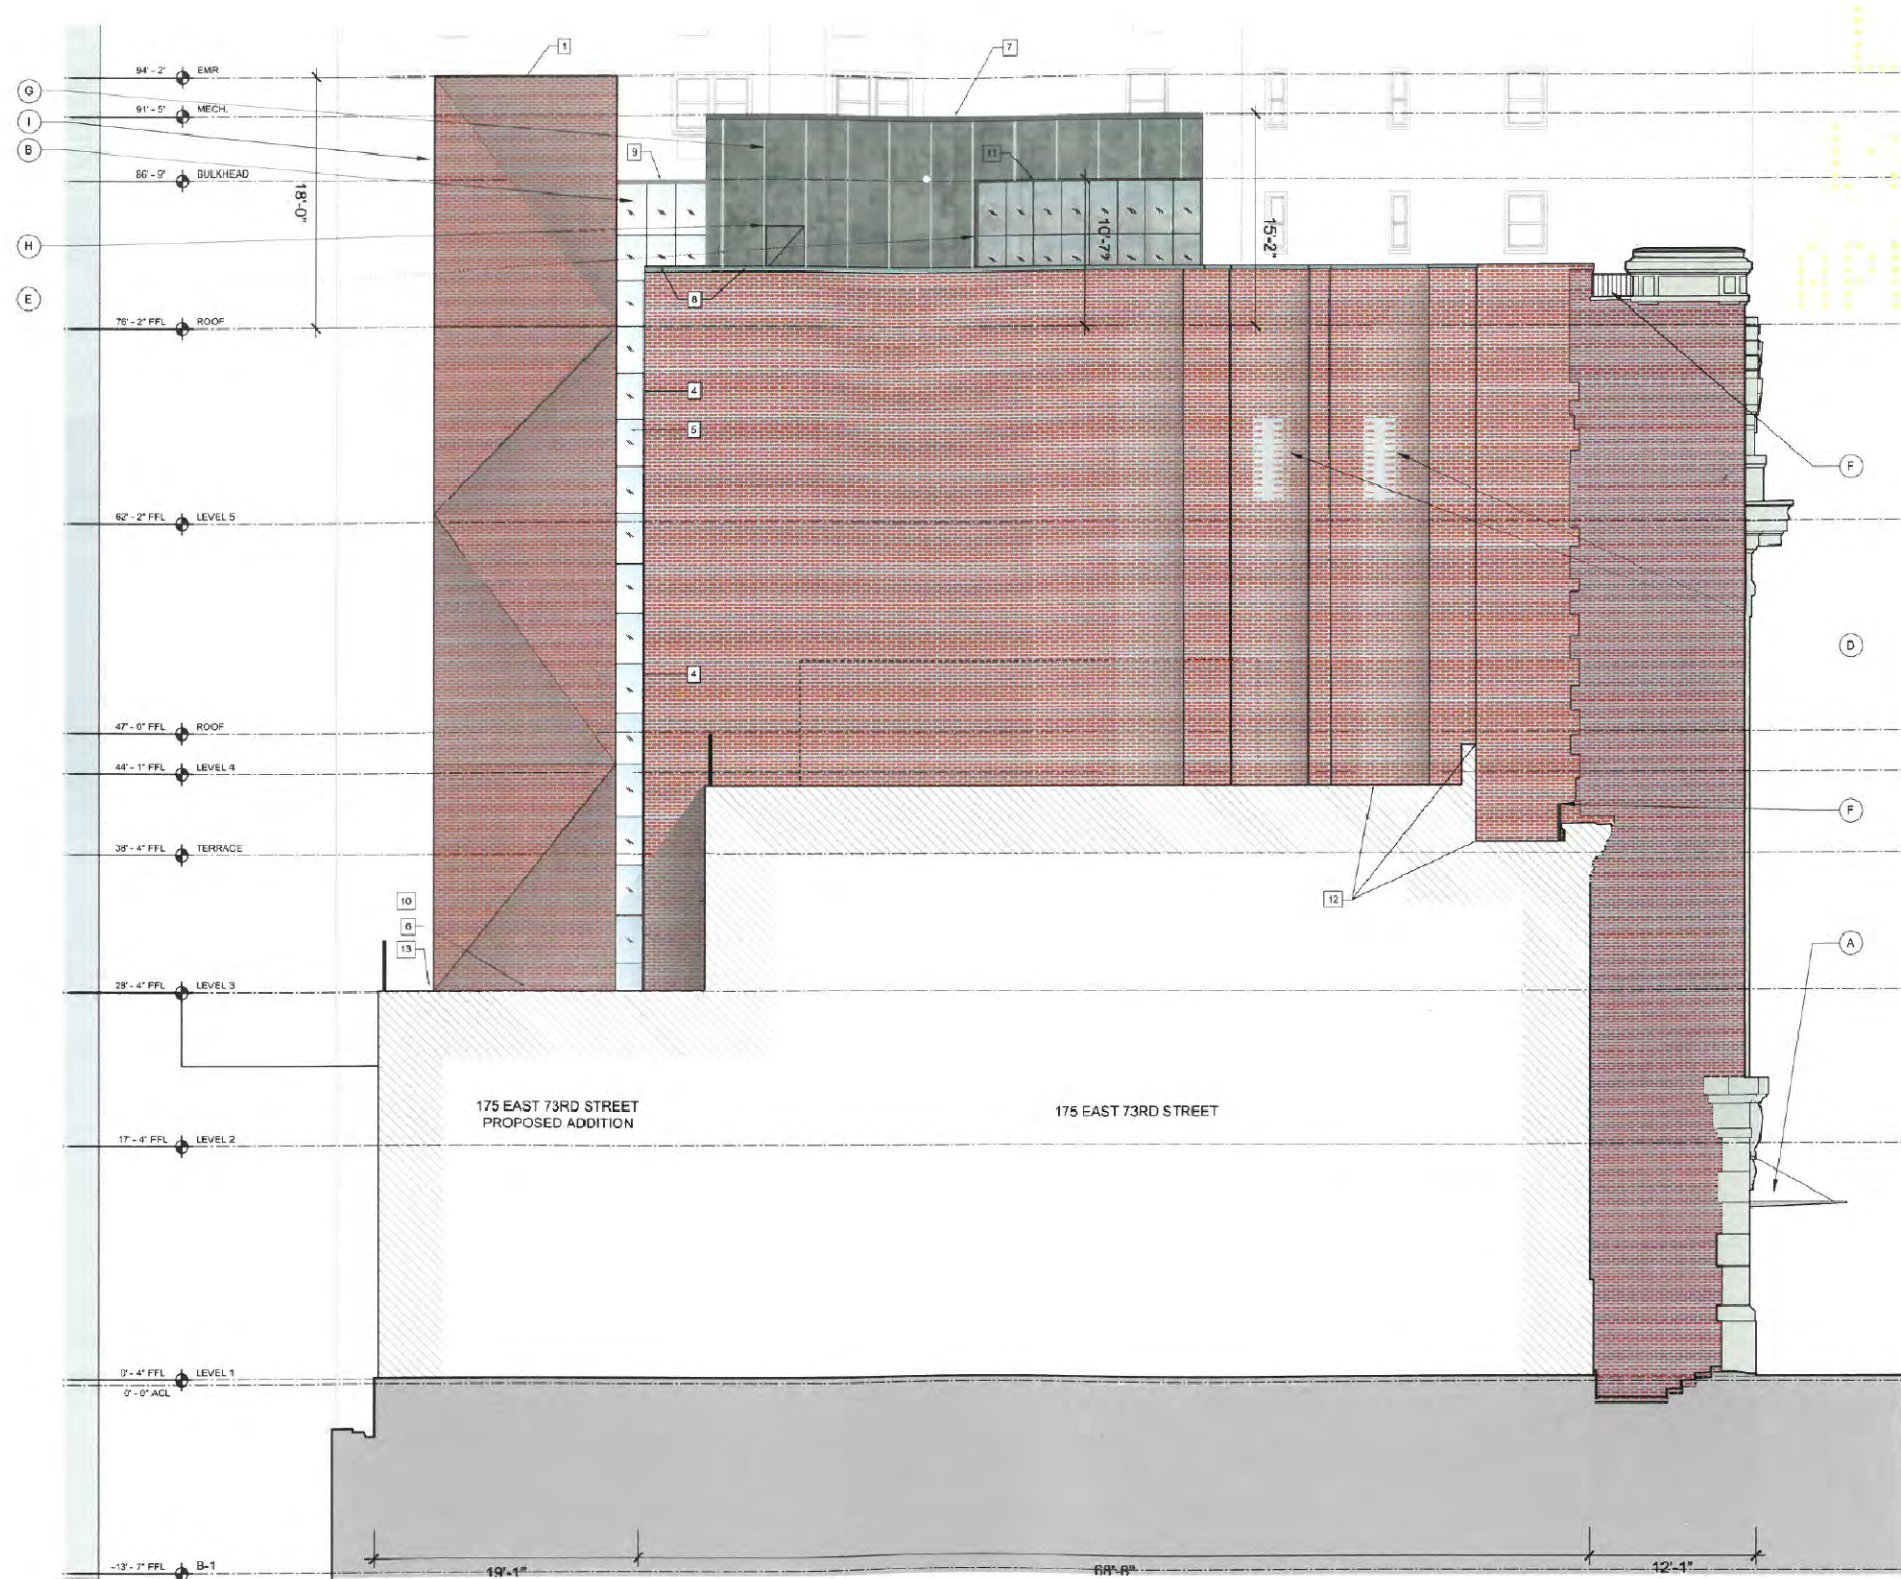 1
7
94' - 2" EMR
G
91' - 5" MECH.
I
B
9
11
86' - 9" BULKHEAD
18'-0"
10'-7"
15'-2"
H
E
8
76' - 2" FFL ROOF
4
5
F
62' - 2" FFL LEVEL 5
D
4
47' - 0" FFL ROOF
44' - 1" FFL LEVEL 4
F
38' - 4" FFL TERRACE
10
12
6
13
A
28' - 4" FFL LEVEL 3
175 EAST 73RD STREET
PROPOSED ADDITION
175 EAST 73RD STREET
17' - 4" FFL LEVEL 2
0' - 4" FFL LEVEL 1
0' - 0" ACL
-13' - 7" FFL B-1
19'-1"
68'-8"
12'-1"